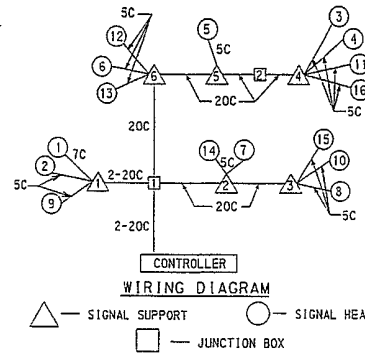 5C 5 3
12 5C 4
6 6 5 2 4 11
13 20C 16
20C 5C
1 7C 14 5C 7 15
2 2-20C 10
5C 1 1 2 3 8
9 20C 5C
2-20C
CONTROLLER
WIRING DIAGRAM
— SIGNAL SUPPORT — SIGNAL HEA
— JUNCTION BOX